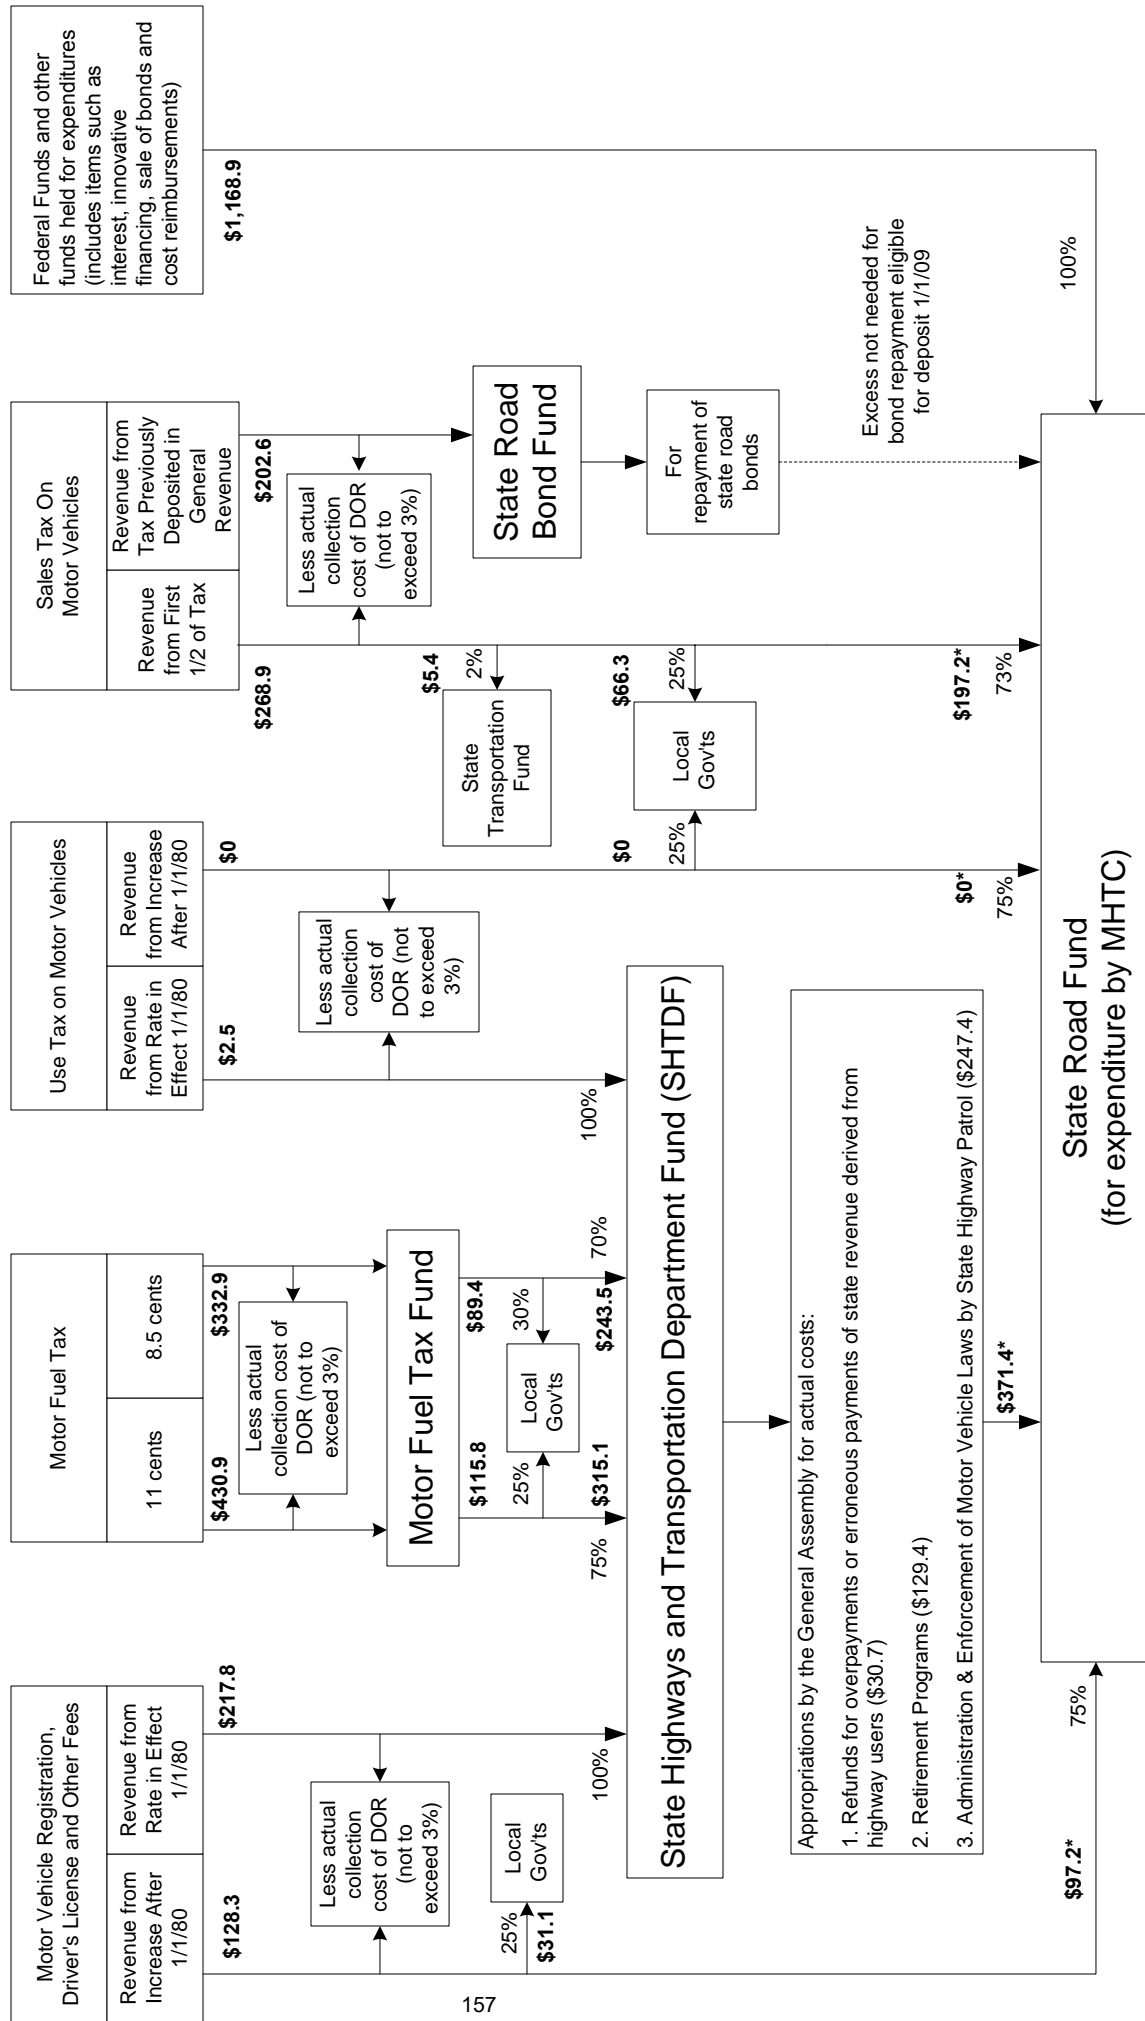 Motor Vehicle Registration,
Driver's License and Other Fees
Revenue from
Increase After
1/1/80
Revenue from
Rate in Effect
1/1/80
$128.3
$217.8
Less actual
collection
cost of DOR
(not to
exceed 3%)
25%
$31.1
Local
Gov'ts
100%
Motor Fuel Tax
11 cents
8.5 cents
$430.9
$332.9
Less actual
collection cost of
DOR (not to
exceed 3%)
Motor Fuel Tax Fund
$115.8
$89.4
25%
30%
Local
Gov'ts
75%
$315.1
$243.5
70%
Use Tax on Motor Vehicles
Revenue
from Rate in
Effect 1/1/80
Revenue
from Increase
After 1/1/80
$2.5
$0
Less actual
collection
cost of
DOR (not
to exceed
3%)
100%
$0
25%
$0*
75%
Sales Tax On
Motor Vehicles
Revenue
from First
1/2 of Tax
Revenue from
Tax Previously
Deposited in
General
Revenue
$268.9
$202.6
Less actual
collection
cost of DOR
(not to
exceed 3%)
$5.4
2%
State
Transportation
Fund
$66.3
25%
Local
Gov'ts
$197.2*
73%
State Road
Bond Fund
For
repayment of
state road
bonds
Excess not needed for
bond repayment eligible
for deposit 1/1/09
Federal Funds and other
funds held for expenditures
(includes items such as
interest, innovative
financing, sale of bonds and
cost reimbursements)
$1,168.9
100%
State Highways and Transportation Department Fund (SHTDF)
Appropriations by the General Assembly for actual costs:
1. Refunds for overpayments or erroneous payments of state revenue derived from
highway users ($30.7)
2. Retirement Programs ($129.4)
3. Administration & Enforcement of Motor Vehicle Laws by State Highway Patrol ($247.4)
$371.4*
$97.2*
75%
State Road Fund
(for expenditure by MHTC)
157